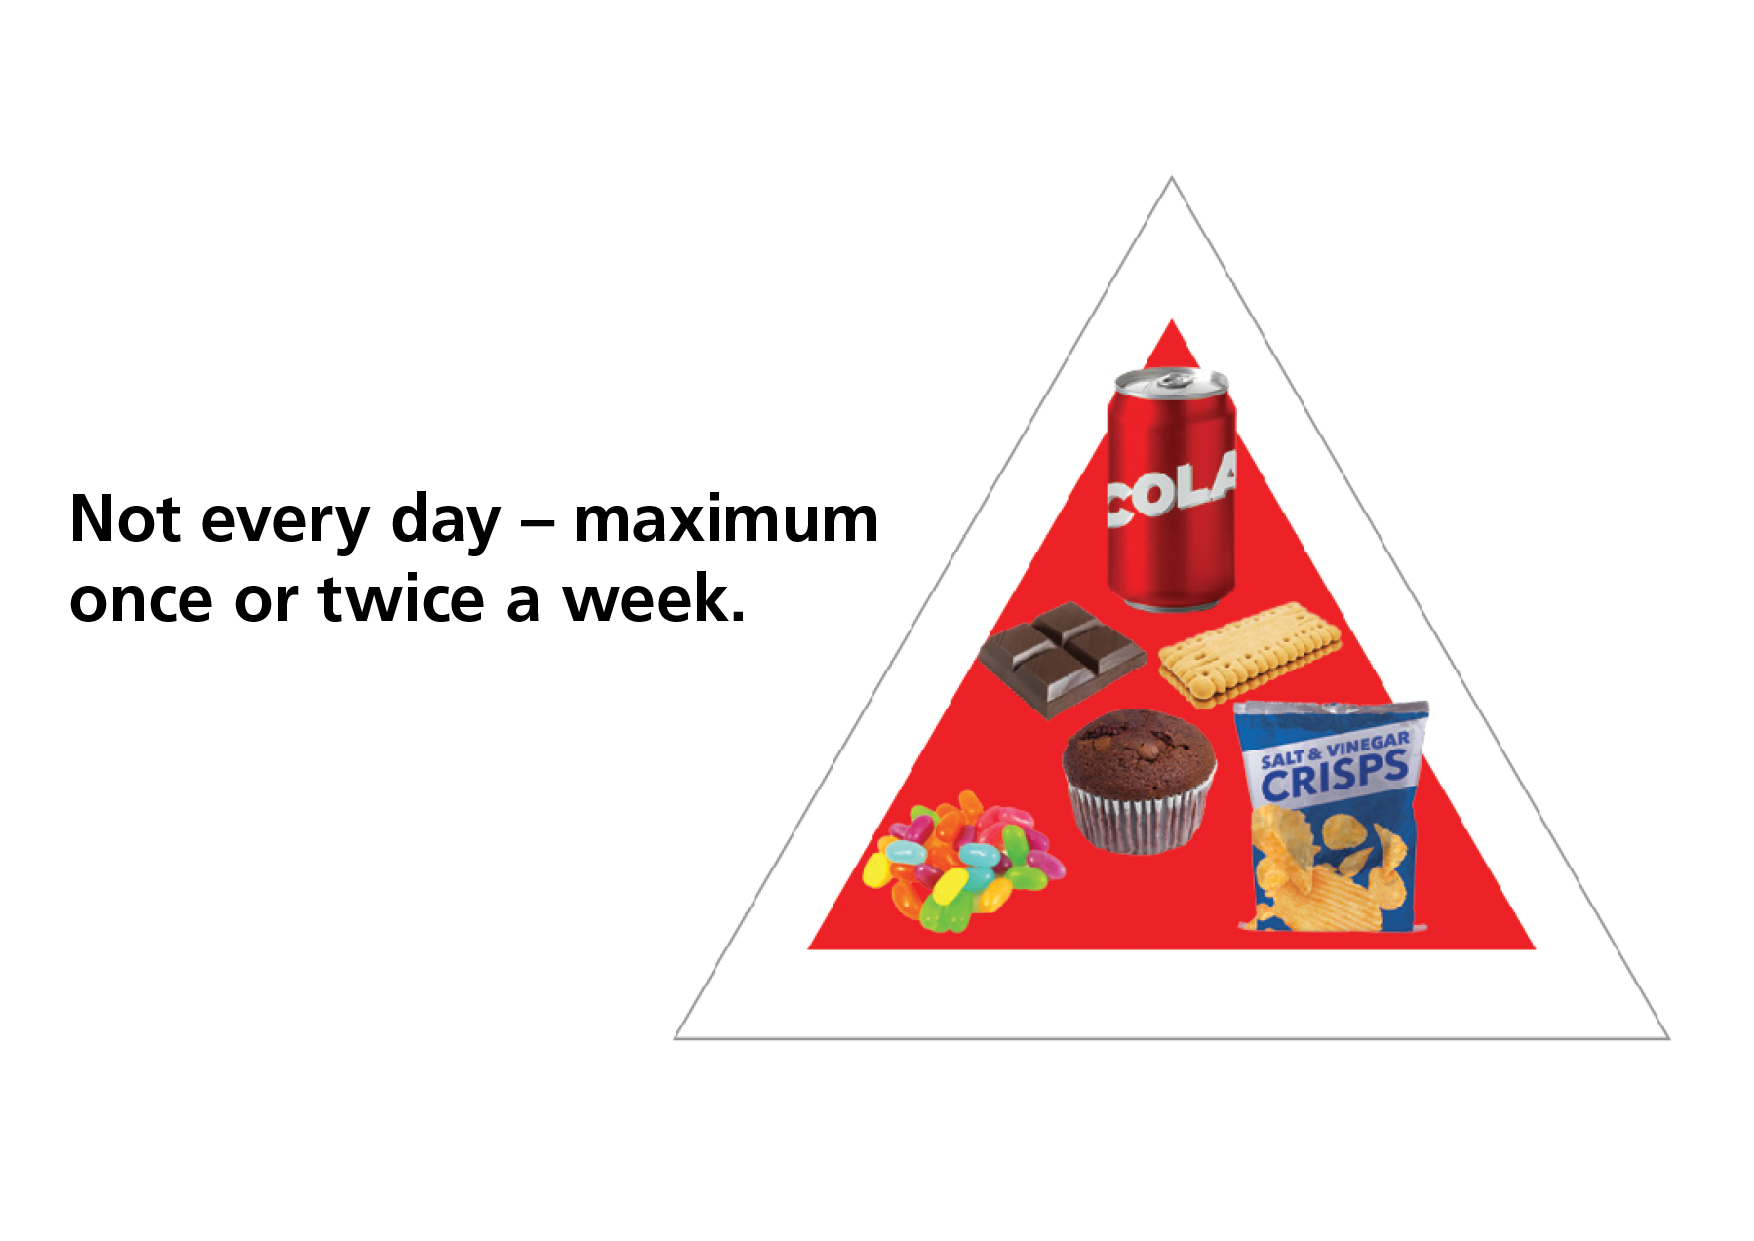 Not every day – maximum
once or twice a week.
COLA
SALT & VINEGAR
CRISPS